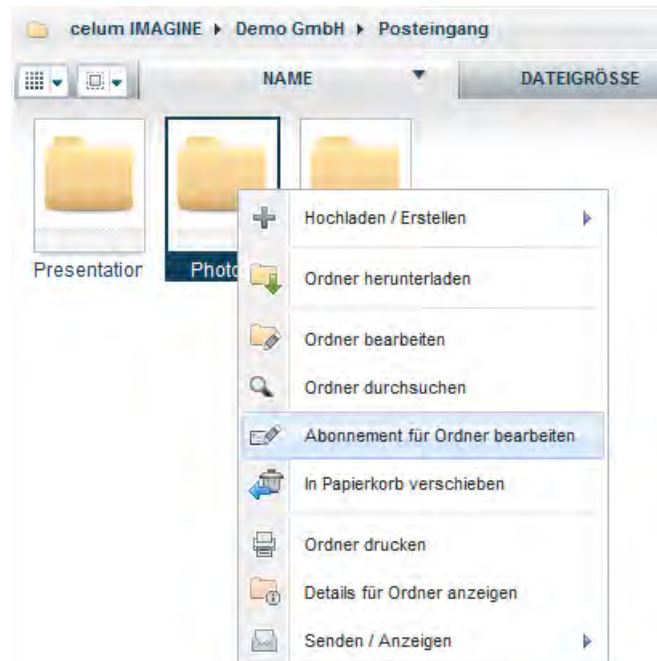 celum IMAGINE ▸ Demo GmbH ▸ Posteingang
NAME DATEIGRÖSSE
Presentation Photo
Hochladen / Erstellen
Ordner herunterladen
Ordner bearbeiten
Ordner durchsuchen
Abonnement für Ordner bearbeiten
In Papierkorb verschieben
Ordner drucken
Details für Ordner anzeigen
Senden / Anzeigen